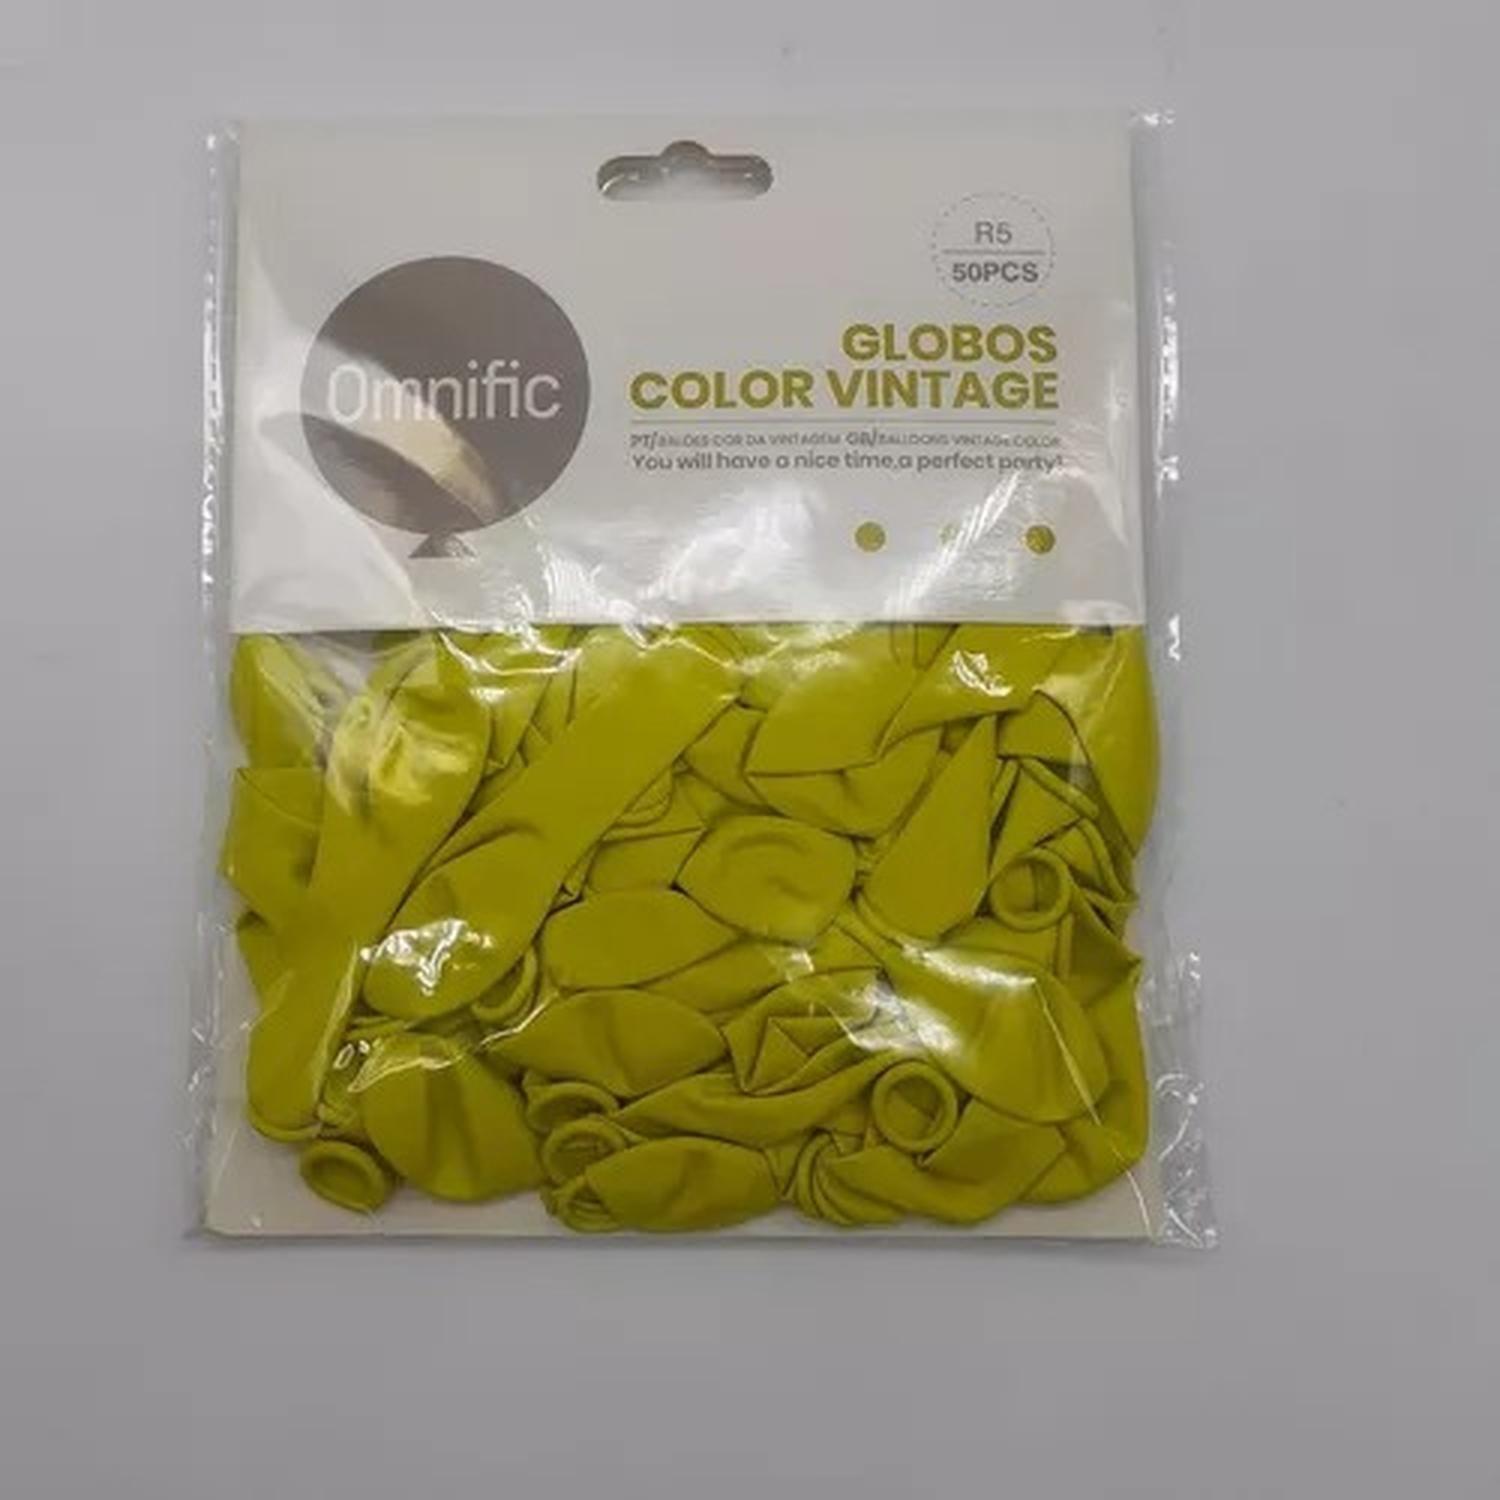 R5
50PCS
Omnific
GLOBOS
COLOR VINTAGE
PT/BALÕES COR DA VINTAGEM GB/BALLOONS VINTAGE COLOR
You will have a nice time,a perfect party!